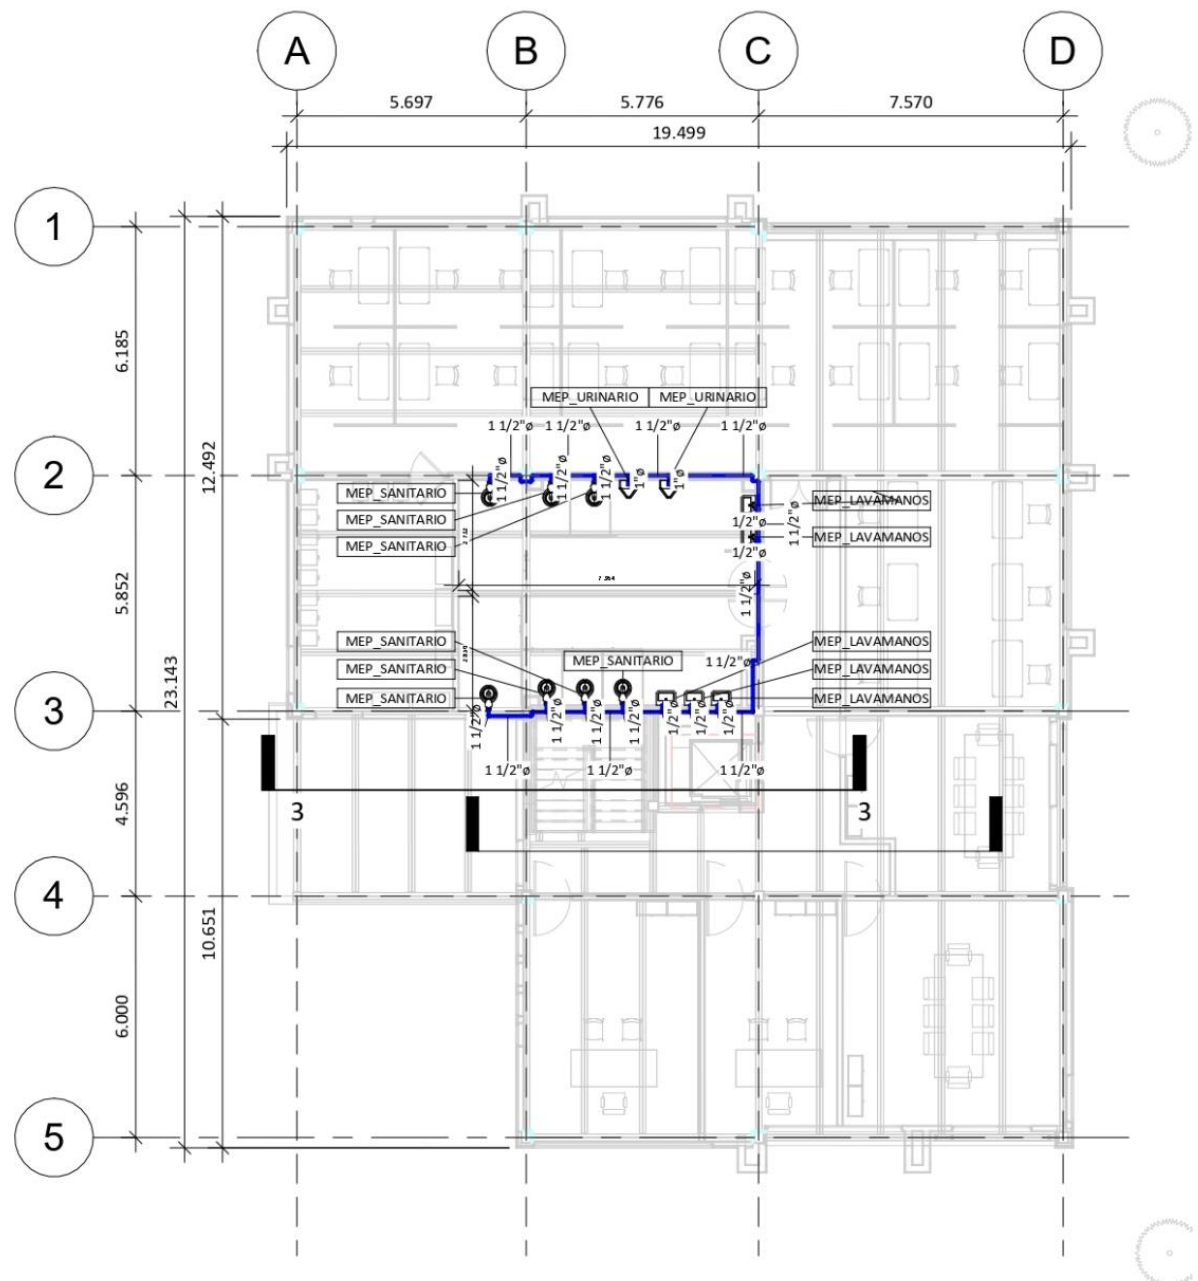 A B C D
5.697 5.776 7.570
19.499
1
6.185
12.492
MEP_URINARIO MEP_URINARIO
1 1/2"ø 1 1/2"ø 1 1/2"ø 1 1/2"ø
2
1 1/2"ø 1 1/2"ø 1 1/2"ø 1"ø 1"ø
MEP_SANITARIO MEP_LAVAMANOS
MEP_SANITARIO 1/2"ø 1 1/2"ø
MEP_LAVAMANOS
MEP_SANITARIO 1/2"ø
5.852
1 1/2"ø
23.143
MEP_SANITARIO MEP_LAVAMANOS
MEP_SANITARIO 1 1/2"ø
MEP_SANITARIO MEP_LAVAMANOS
MEP_SANITARIO MEP_LAVAMANOS
3
1 1/2"ø 1 1/2"ø 1 1/2"ø 1 1/2"ø 1/2"ø 1/2"ø 1/2"ø
1 1/2"ø 1 1/2"ø 1 1/2"ø
4.596
3 3
4
10.651
6.000
5